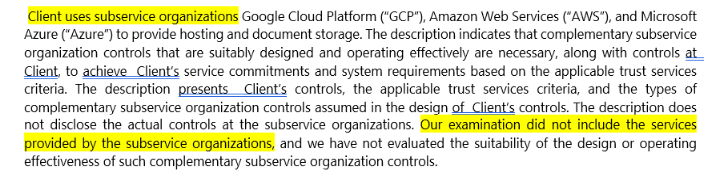 Client uses subservice organizations Google Cloud Platform (“GCP”), Amazon Web Services (“AWS”), and Microsoft
Azure (“Azure”) to provide hosting and document storage. The description indicates that complementary subservice
organization controls that are suitably designed and operating effectively are necessary, along with controls at
Client, to achieve Client’s service commitments and system requirements based on the applicable trust services
criteria. The description presents Client’s controls, the applicable trust services criteria, and the types of
complementary subservice organization controls assumed in the design of Client’s controls. The description does
not disclose the actual controls at the subservice organizations. Our examination did not include the services
provided by the subservice organizations, and we have not evaluated the suitability of the design or operating
effectiveness of such complementary subservice organization controls.